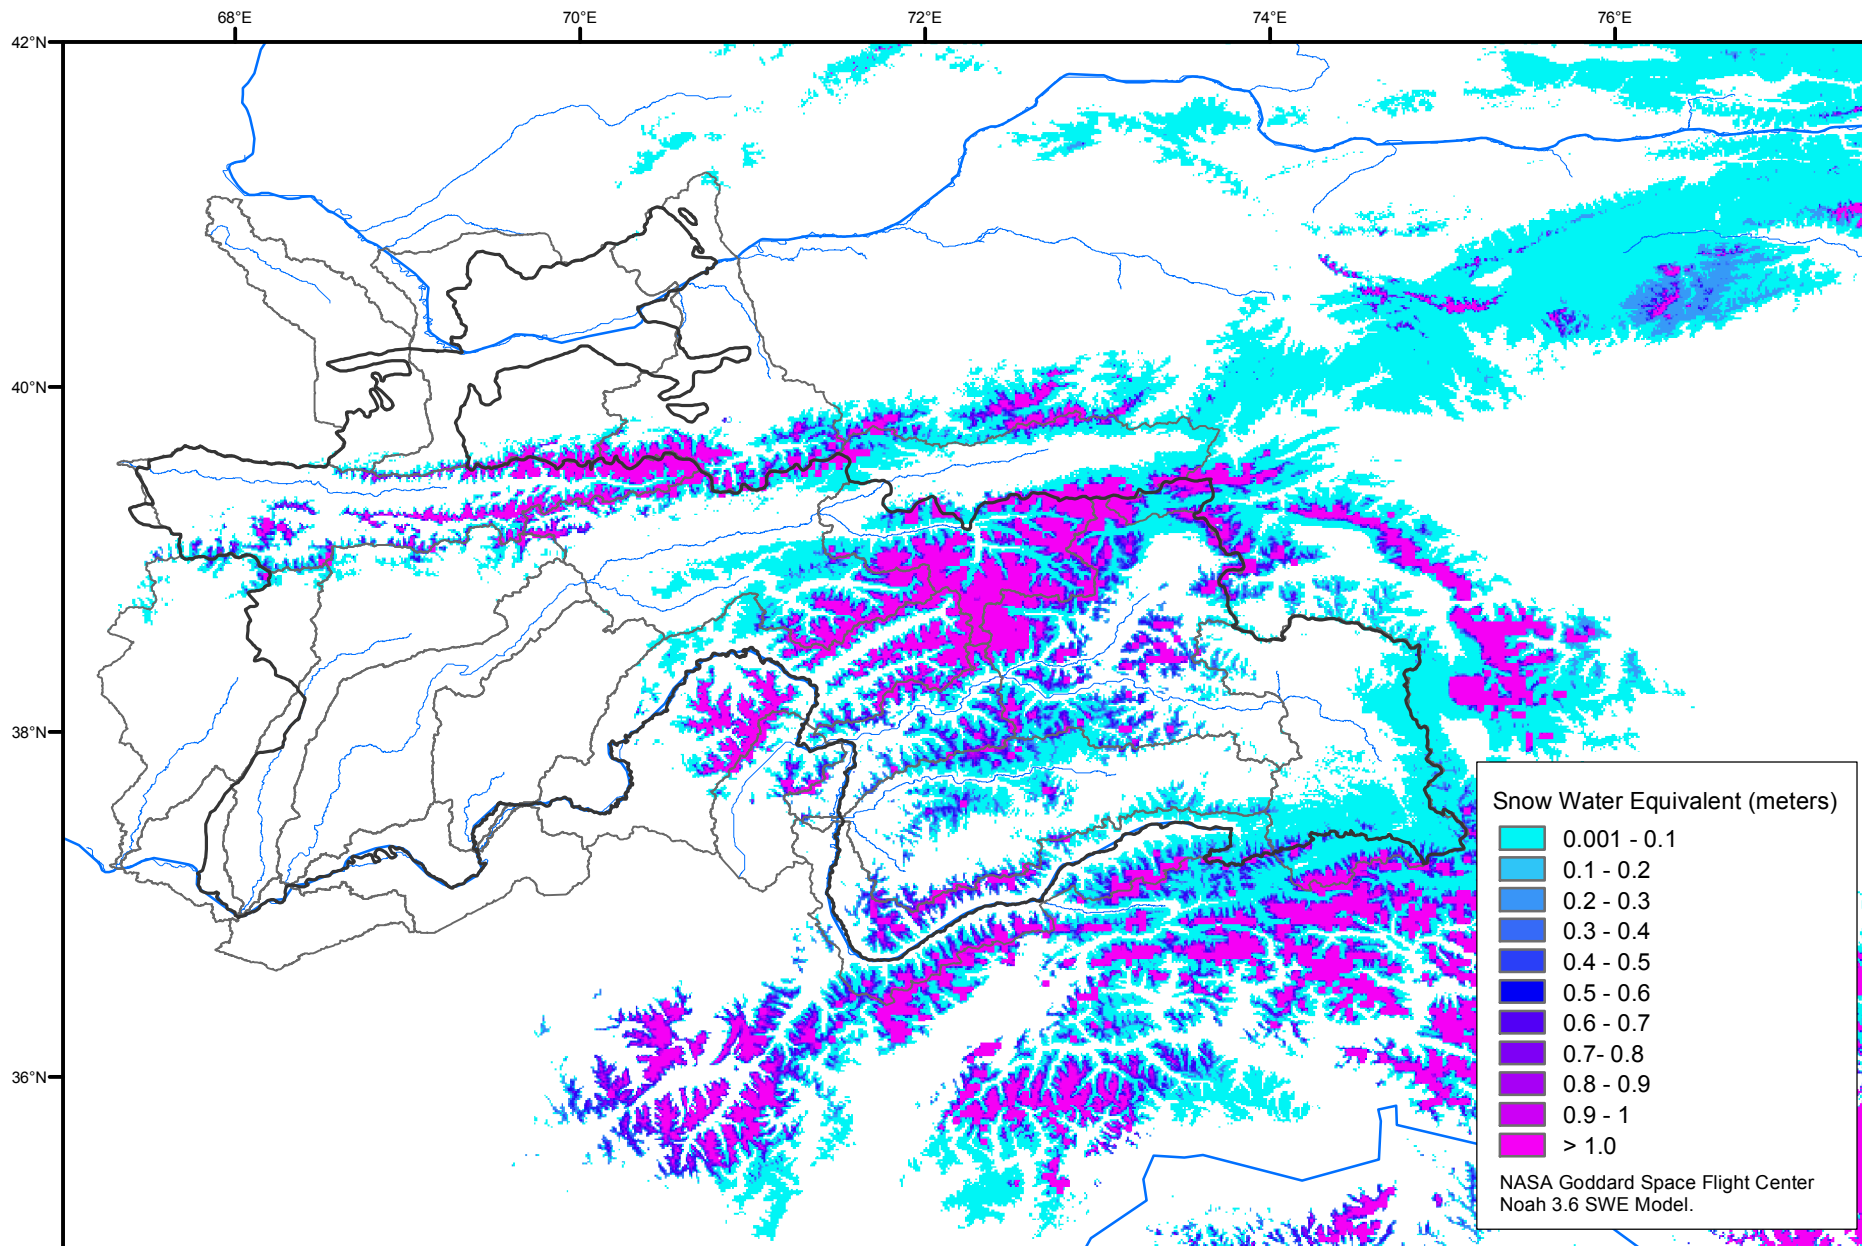 68°E 70°E 72°E 74°E 76°E
42°N
40°N
38°N
36°N
Snow Water Equivalent (meters)
0.001 - 0.1
0.1 - 0.2
0.2 - 0.3
0.3 - 0.4
0.4 - 0.5
0.5 - 0.6
0.6 - 0.7
0.7- 0.8
0.8 - 0.9
0.9 - 1
> 1.0
NASA Goddard Space Flight Center
Noah 3.6 SWE Model.